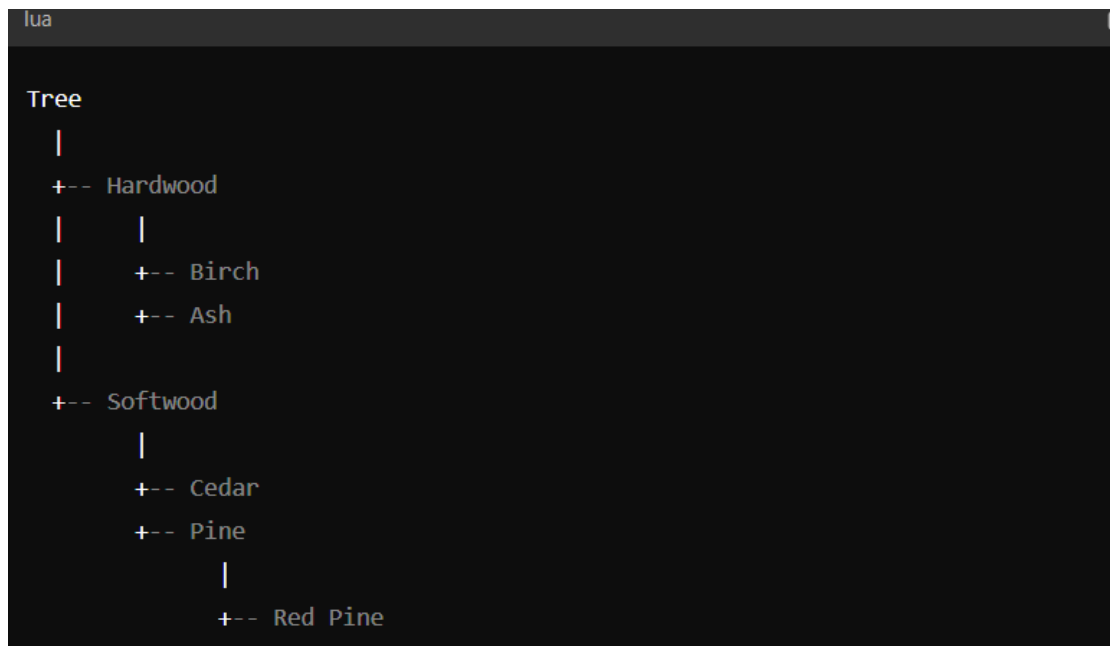 lua
Tree
|
+-- Hardwood
|     |
|     +-- Birch
|     +-- Ash
|
+-- Softwood
      |
      +-- Cedar
      +-- Pine
            |
            +-- Red Pine